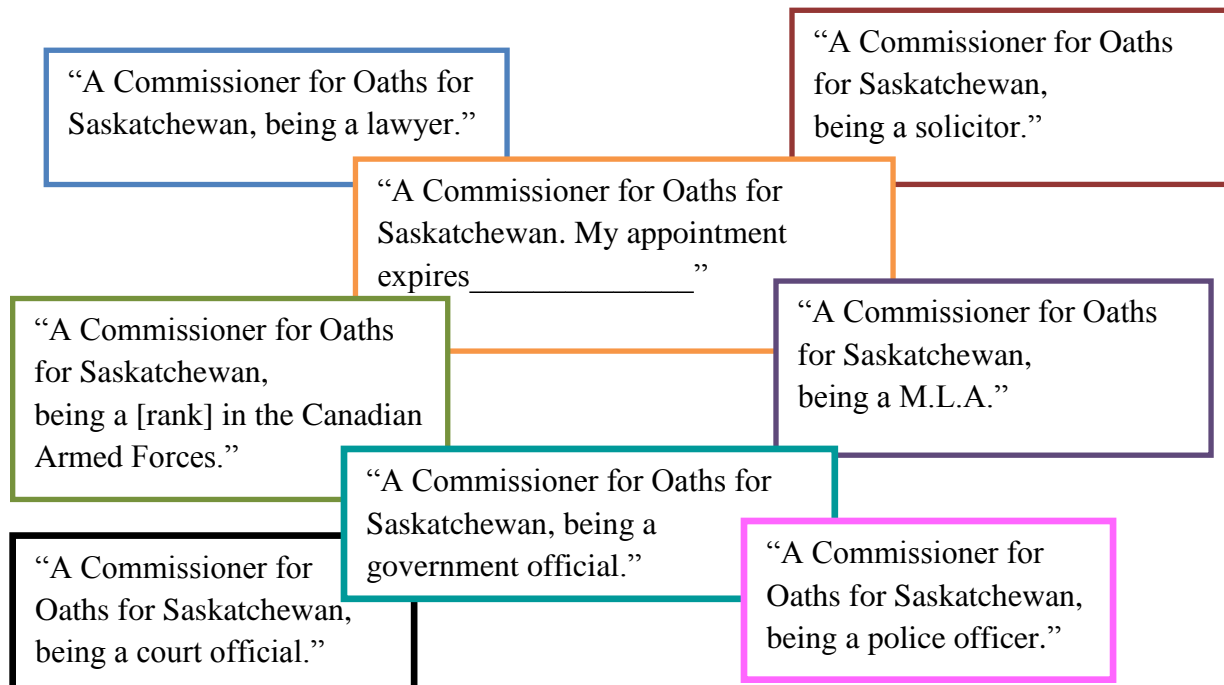 “A Commissioner for Oaths for
Saskatchewan, being a lawyer.”
“A Commissioner for Oaths
for Saskatchewan,
being a solicitor.”
“A Commissioner for Oaths for
Saskatchewan. My appointment
expires______________”
“A Commissioner for Oaths
for Saskatchewan,
being a [rank] in the Canadian
Armed Forces.”
“A Commissioner for Oaths
for Saskatchewan,
being a M.L.A.”
“A Commissioner for Oaths for
Saskatchewan, being a
government official.”
“A Commissioner for
Oaths for Saskatchewan,
being a court official.”
“A Commissioner for
Oaths for Saskatchewan,
being a police officer.”